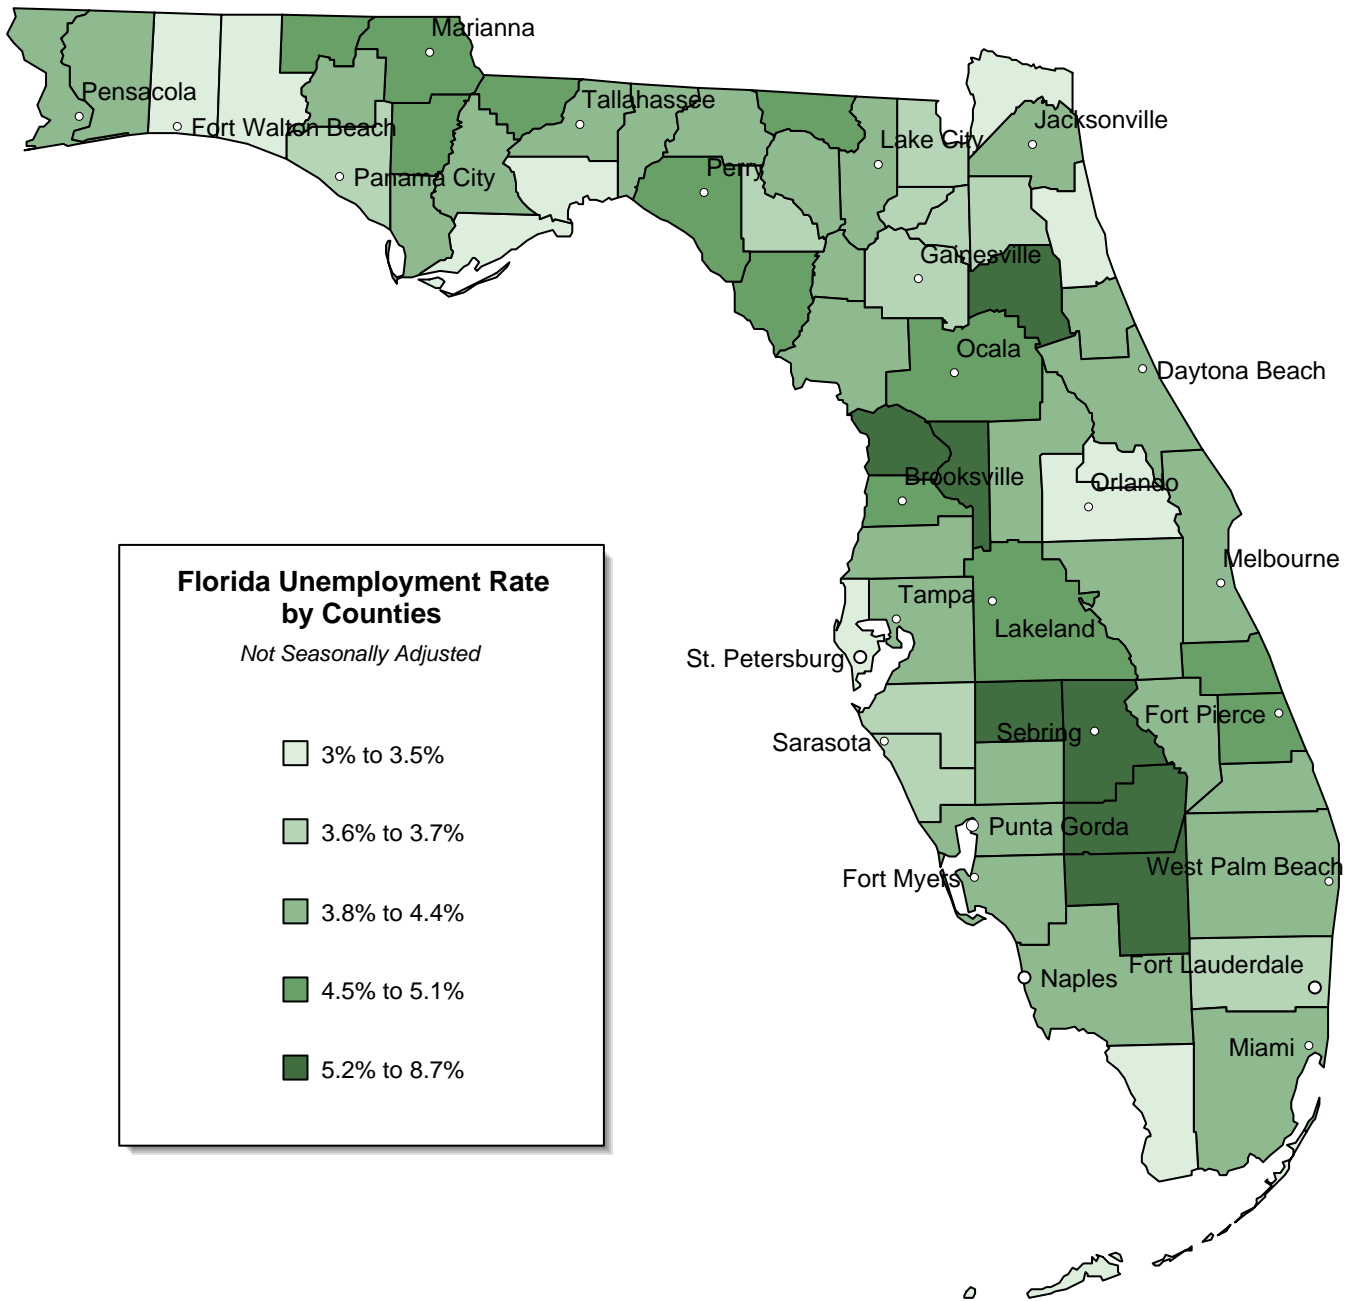 Marianna
Pensacola
Tallahassee
Fort Walton Beach
Lake City
Jacksonville
Perry
Panama City
Gainesville
Ocala
Daytona Beach
Brooksville
Orlando
Melbourne
Florida Unemployment Rate
by Counties
Not Seasonally Adjusted
3% to 3.5%
3.6% to 3.7%
3.8% to 4.4%
4.5% to 5.1%
5.2% to 8.7%
Tampa
Lakeland
St. Petersburg
Fort Pierce
Sebring
Sarasota
Punta Gorda
West Palm Beach
Fort Myers
Fort Lauderdale
Naples
Miami